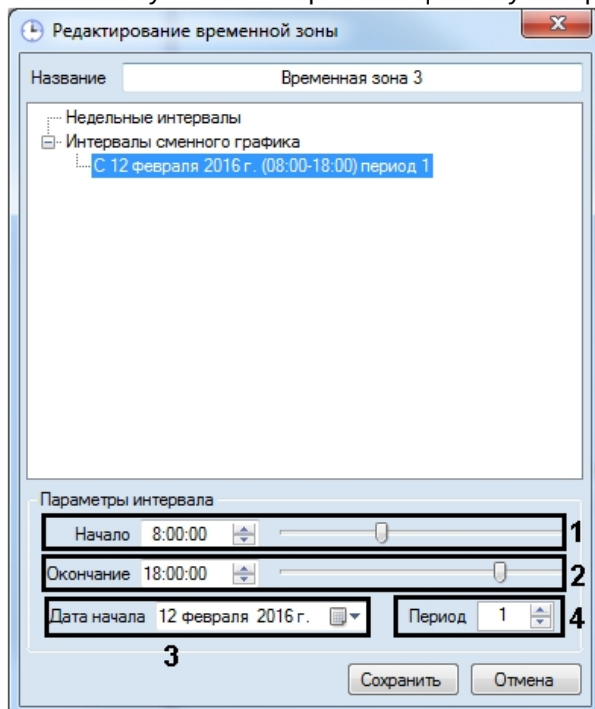 Редактирование временной зоны
Название Временная зона 3
Недельные интервалы
Интервалы сменного графика
С 12 февраля 2016 г. (08:00-18:00) период 1
Параметры интервала
Начало 8:00:00 1
Окончание 18:00:00 2
Дата начала 12 февраля 2016 г. Период 1 4
3
Сохранить Отмена